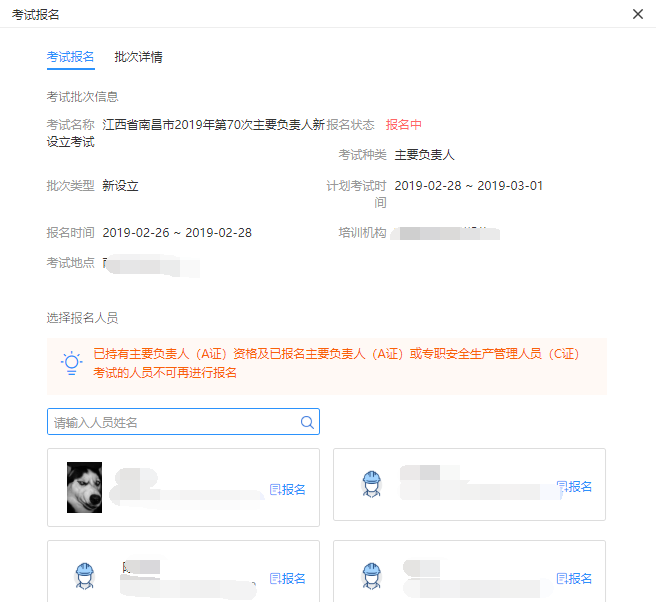 考试报名
考试报名 批次详情
考试批次信息
考试名称 江西省南昌市2019年第70次主要负责人新设立考试
报名状态 报名中
考试种类 主要负责人
批次类型 新设立
计划考试时间 2019-02-28 ~ 2019-03-01
报名时间 2019-02-26 ~ 2019-02-28
培训机构
考试地点
选择报名人员
已持有主要负责人（A证）资格及已报名主要负责人（A证）或专职安全生产管理人员（C证）
考试的人员不可再进行报名
请输入人员姓名
报名
报名
报名
报名